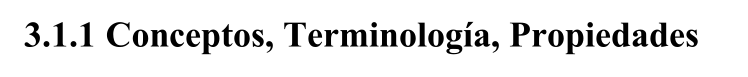 3.1.1 Conceptos, Terminología, Propiedades